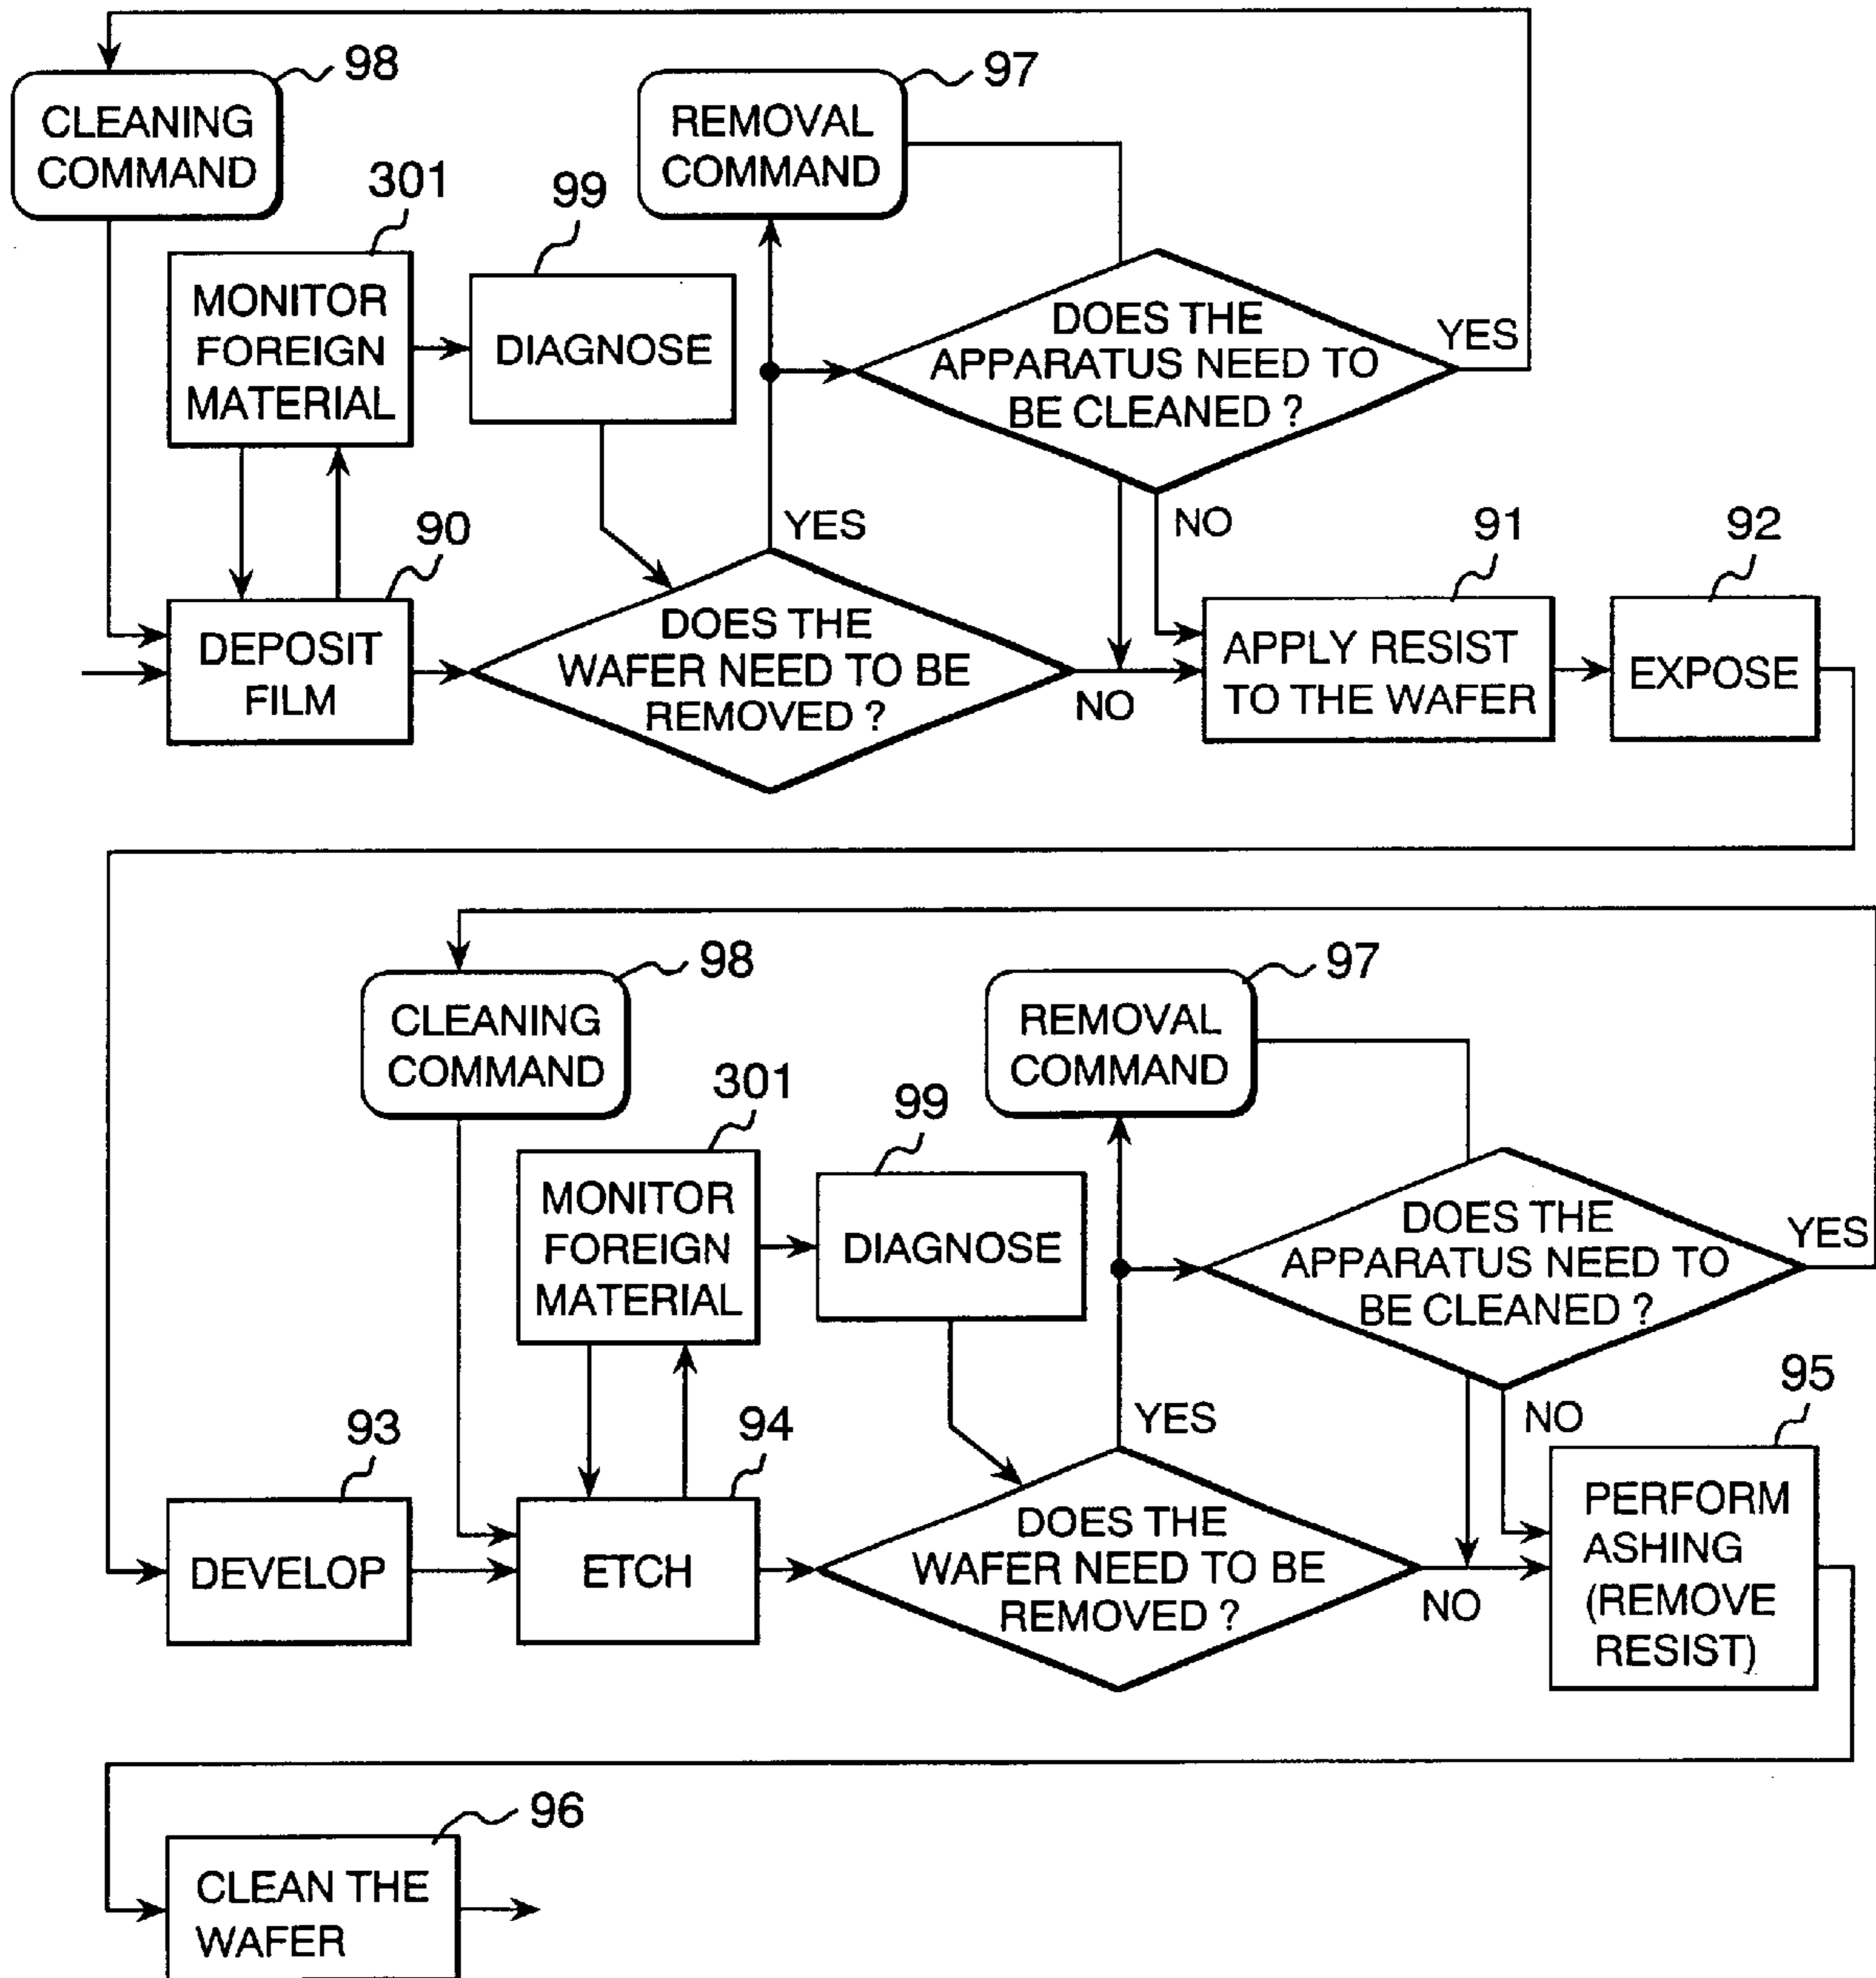 98
CLEANING
COMMAND
97
REMOVAL
COMMAND
301
MONITOR
FOREIGN
MATERIAL
99
DIAGNOSE
DOES THE
APPARATUS NEED TO
BE CLEANED ?
YES
NO
90
DEPOSIT
FILM
YES
DOES THE
WAFER NEED TO BE
REMOVED ?
NO
91
APPLY RESIST
TO THE WAFER
92
EXPOSE
98
CLEANING
COMMAND
97
REMOVAL
COMMAND
301
MONITOR
FOREIGN
MATERIAL
99
DIAGNOSE
DOES THE
APPARATUS NEED TO
BE CLEANED ?
YES
NO
93
DEVELOP
94
ETCH
YES
DOES THE
WAFER NEED TO BE
REMOVED ?
NO
95
PERFORM
ASHING
(REMOVE
RESIST)
96
CLEAN THE
WAFER